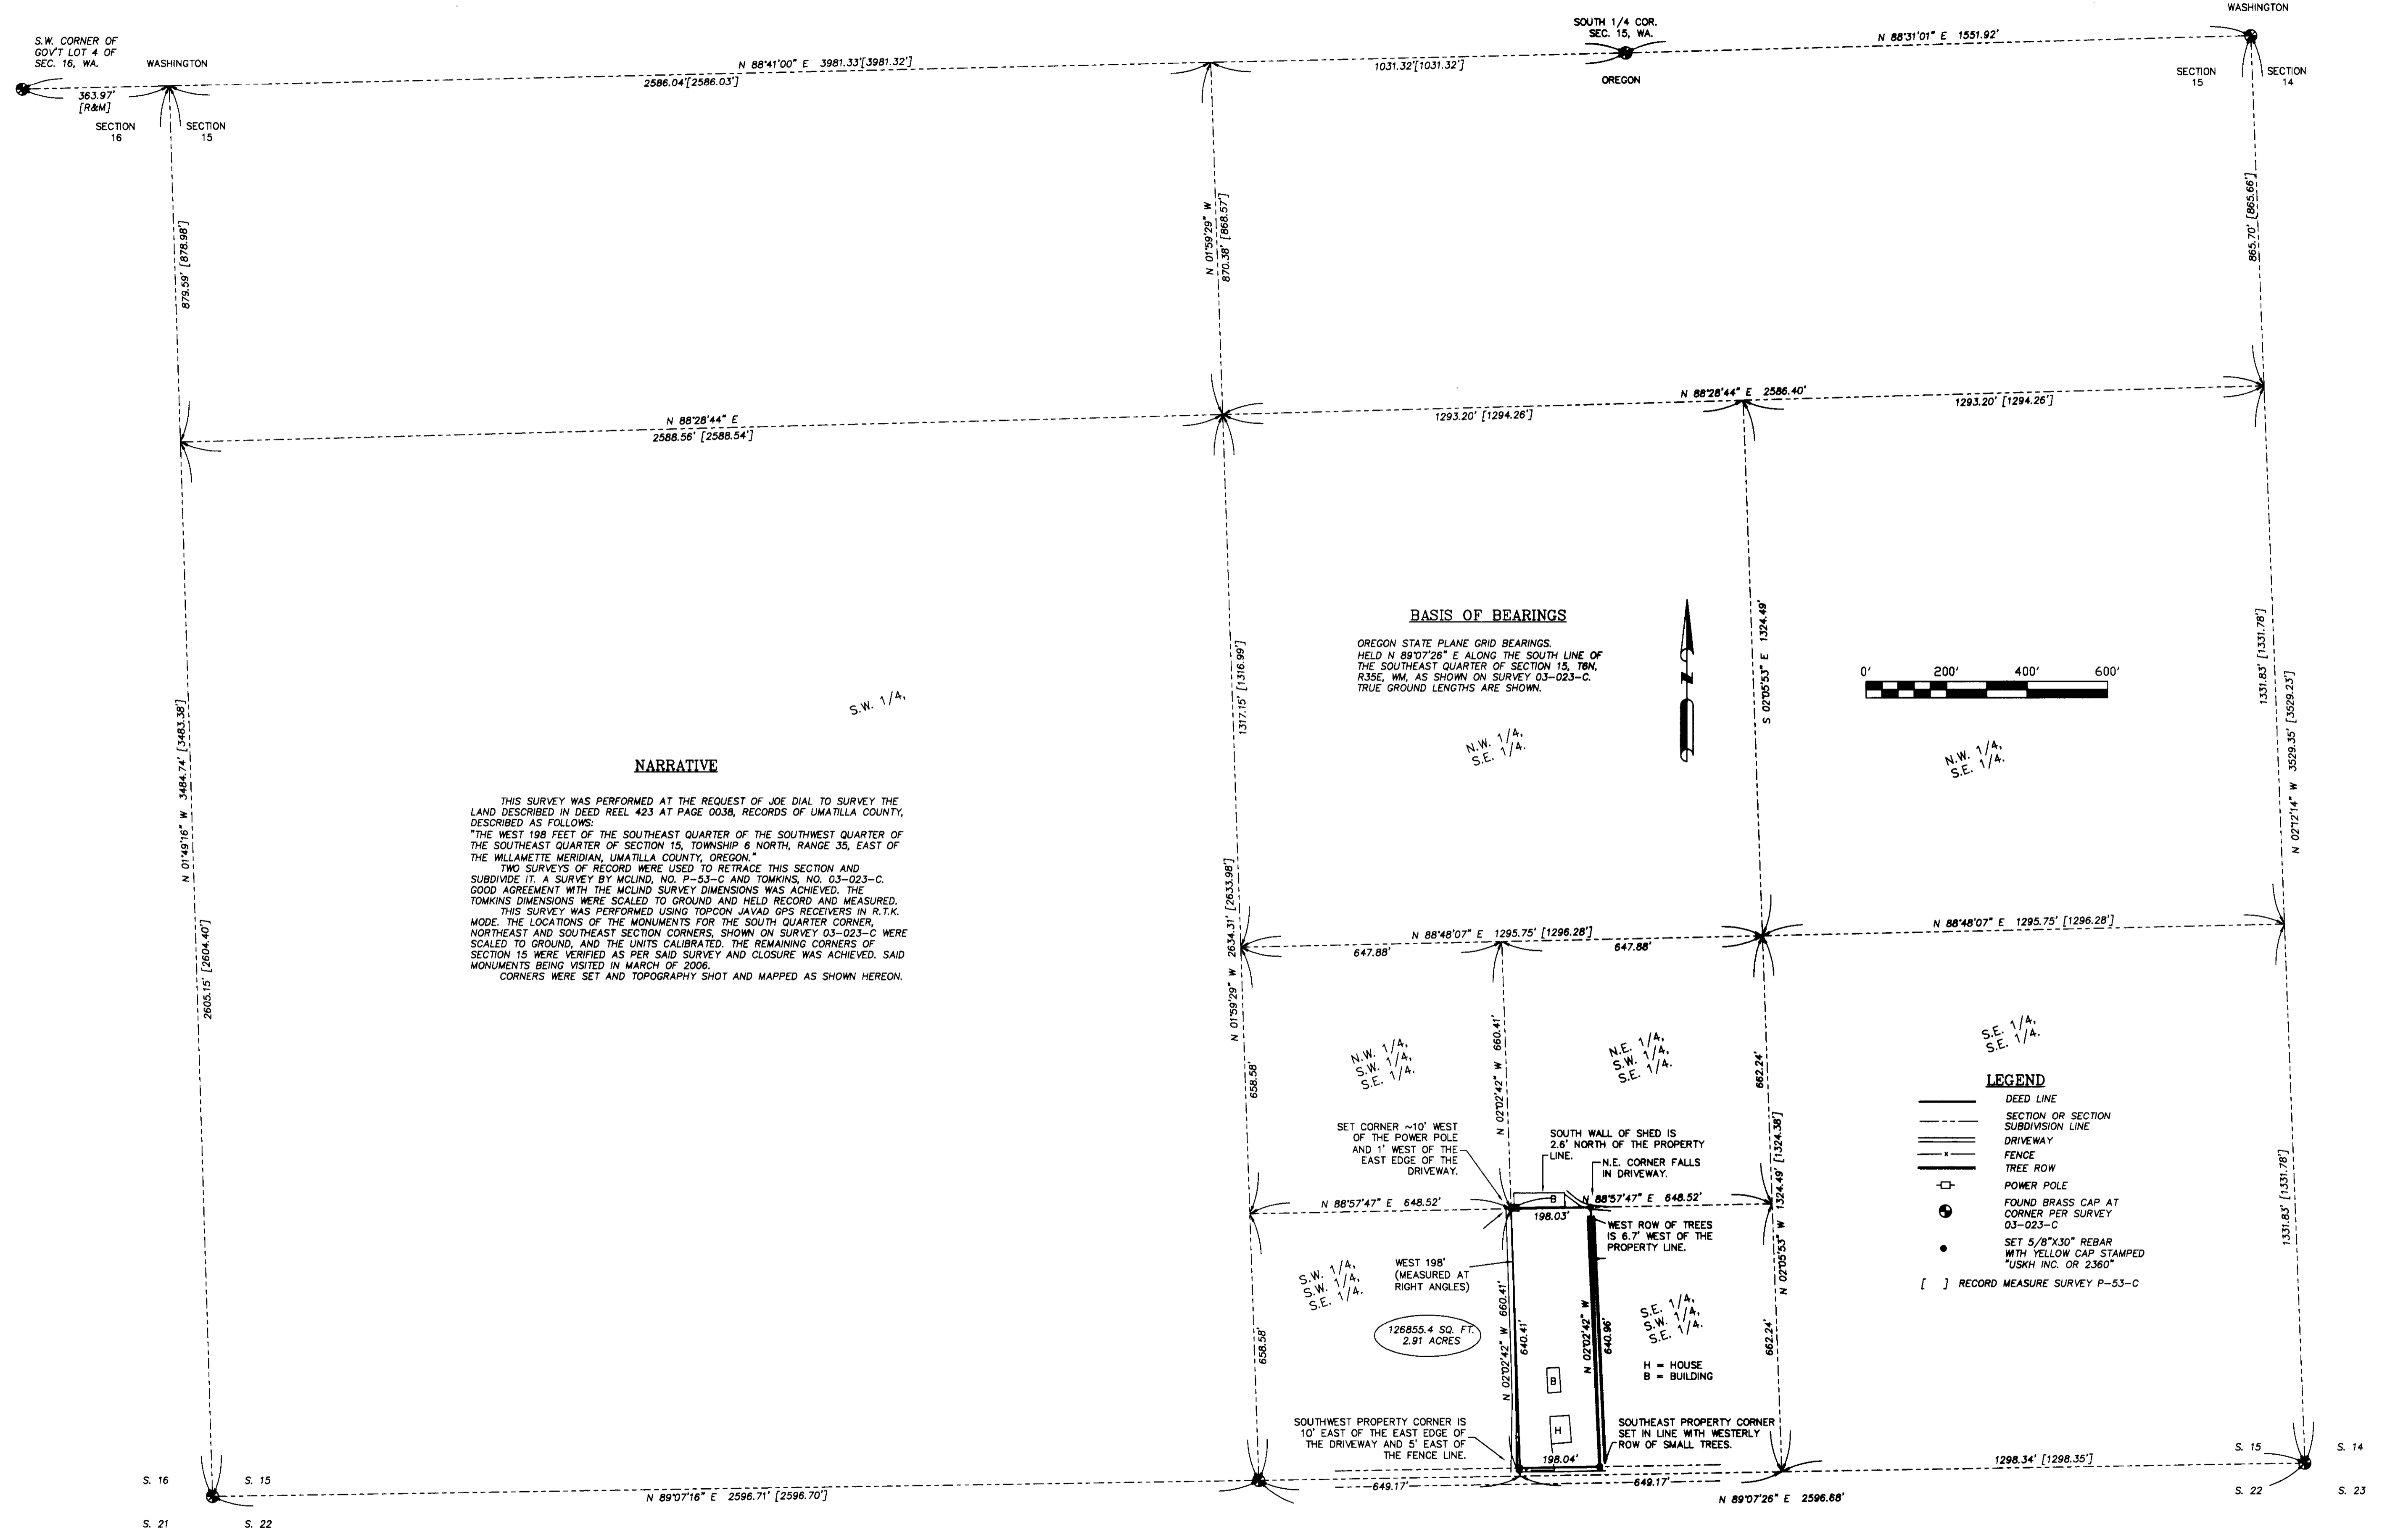 WASHINGTON
SOUTH 1/4 COR.
SEC. 15, WA.
S.W. CORNER OF
GOV'T LOT 4 OF
SEC. 16, WA.
WASHINGTON
N 88°41'00" E 3981.33'[3981.32']
2586.04'[2586.03']
1031.32'[1031.32']
N 88°31'01" E 1551.92'
OREGON
363.97'
[R&M]
SECTION
16
SECTION
15
SECTION
15
SECTION
14
879.59' [878.98']
N 01°59'29" W
870.38' [868.57']
865.70' [865.66']
N 88°28'44" E
2588.56' [2588.54']
N 88°28'44" E 2586.40'
1293.20' [1294.26']
1293.20' [1294.26']
BASIS OF BEARINGS
OREGON STATE PLANE GRID BEARINGS.
HELD N 89°07'26" E ALONG THE SOUTH LINE OF
THE SOUTHEAST QUARTER OF SECTION 15, T6N,
R35E, WM, AS SHOWN ON SURVEY 03-023-C.
TRUE GROUND LENGTHS ARE SHOWN.
N
0' 200' 400' 600'
S 02°05'53" E 1324.49'
1317.15' [1316.99']
1331.83' [1331.78']
N 02°12'14" W 3529.35' [3529.23']
N 01°49'16" W 3484.74' [3483.38']
2605.15' [2604.40']
S.W. 1/4,
N.W. 1/4,
S.E. 1/4.
N.W. 1/4,
S.E. 1/4.
NARRATIVE
THIS SURVEY WAS PERFORMED AT THE REQUEST OF JOE DIAL TO SURVEY THE
LAND DESCRIBED IN DEED REEL 423 AT PAGE 0038, RECORDS OF UMATILLA COUNTY,
DESCRIBED AS FOLLOWS:
"THE WEST 198 FEET OF THE SOUTHEAST QUARTER OF THE SOUTHWEST QUARTER OF
THE SOUTHEAST QUARTER OF SECTION 15, TOWNSHIP 6 NORTH, RANGE 35, EAST OF
THE WILLAMETTE MERIDIAN, UMATILLA COUNTY, OREGON."
TWO SURVEYS OF RECORD WERE USED TO RETRACE THIS SECTION AND
SUBDIVIDE IT. A SURVEY BY MCLIND, NO. P-53-C AND TOMKINS, NO. 03-023-C.
GOOD AGREEMENT WITH THE MCLIND SURVEY DIMENSIONS WAS ACHIEVED. THE
TOMKINS DIMENSIONS WERE SCALED TO GROUND AND HELD RECORD AND MEASURED.
THIS SURVEY WAS PERFORMED USING TOPCON JAVAD GPS RECEIVERS IN R.T.K.
MODE. THE LOCATIONS OF THE MONUMENTS FOR THE SOUTH QUARTER CORNER,
NORTHEAST AND SOUTHEAST SECTION CORNERS, SHOWN ON SURVEY 03-023-C WERE
SCALED TO GROUND, AND THE UNITS CALIBRATED. THE REMAINING CORNERS OF
SECTION 15 WERE VERIFIED AS PER SAID SURVEY AND CLOSURE WAS ACHIEVED. SAID
MONUMENTS BEING VISITED IN MARCH OF 2006.
CORNERS WERE SET AND TOPOGRAPHY SHOT AND MAPPED AS SHOWN HEREON.
N 01°59'29" W 2634.31' [2633.98']
N 88°48'07" E 1295.75' [1296.28']
647.88'
647.88'
N 88°48'07" E 1295.75' [1296.28']
N 02°02'42" W 660.41'
658.58'
662.24'
N.W. 1/4,
S.W. 1/4,
S.E. 1/4.
N.E. 1/4,
S.W. 1/4,
S.E. 1/4.
S.E. 1/4,
S.E. 1/4.
LEGEND
DEED LINE
SECTION OR SECTION
SUBDIVISION LINE
DRIVEWAY
x FENCE
TREE ROW
POWER POLE
FOUND BRASS CAP AT
CORNER PER SURVEY
03-023-C
SET 5/8"X30" REBAR
WITH YELLOW CAP STAMPED
"USKH INC. OR 2360"
[ ] RECORD MEASURE SURVEY P-53-C
SET CORNER ~10' WEST
OF THE POWER POLE
AND 1' WEST OF THE
EAST EDGE OF THE
DRIVEWAY.
SOUTH WALL OF SHED IS
2.6' NORTH OF THE PROPERTY
LINE.
N.E. CORNER FALLS
IN DRIVEWAY.
N 88°57'47" E 648.52'
B
N 88°57'47" E 648.52'
198.03'
WEST ROW OF TREES
IS 6.7' WEST OF THE
PROPERTY LINE.
WEST 198'
(MEASURED AT
RIGHT ANGLES)
S.W. 1/4,
S.W. 1/4,
S.E. 1/4.
126855.4 SQ. FT.
2.91 ACRES
N 02°02'42" W 660.41'
640.41'
N 02°02'42" W
640.96'
S.E. 1/4,
S.W. 1/4,
S.E. 1/4.
658.58'
662.24'
N 02°05'53" W 1324.49' [1324.38']
1331.83' [1331.78']
H = HOUSE
B = BUILDING
B
H
SOUTHWEST PROPERTY CORNER IS
10' EAST OF THE EAST EDGE OF
THE DRIVEWAY AND 5' EAST OF
THE FENCE LINE.
SOUTHEAST PROPERTY CORNER
SET IN LINE WITH WESTERLY
ROW OF SMALL TREES.
198.04'
649.17'
649.17'
1298.34' [1298.35']
N 89°07'16" E 2596.71' [2596.70']
N 89°07'26" E 2596.68'
S. 16
S. 15
S. 15
S. 14
S. 21
S. 22
S. 22
S. 23